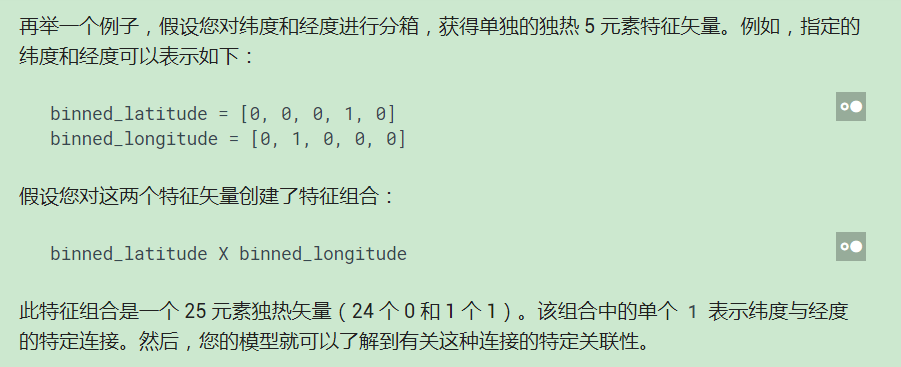 再举一个例子，假设您对纬度和经度进行分箱，获得单独的独热 5 元素特征矢量。例如，指定的
纬度和经度可以表示如下：
binned_latitude = [0, 0, 0, 1, 0]
binned_longitude = [0, 1, 0, 0, 0]
假设您对这两个特征矢量创建了特征组合：
binned_latitude X binned_longitude
此特征组合是一个 25 元素独热矢量（24 个 0 和 1 个 1）。该组合中的单个 1 表示纬度与经度
的特定连接。然后，您的模型就可以了解到有关这种连接的特定关联性。